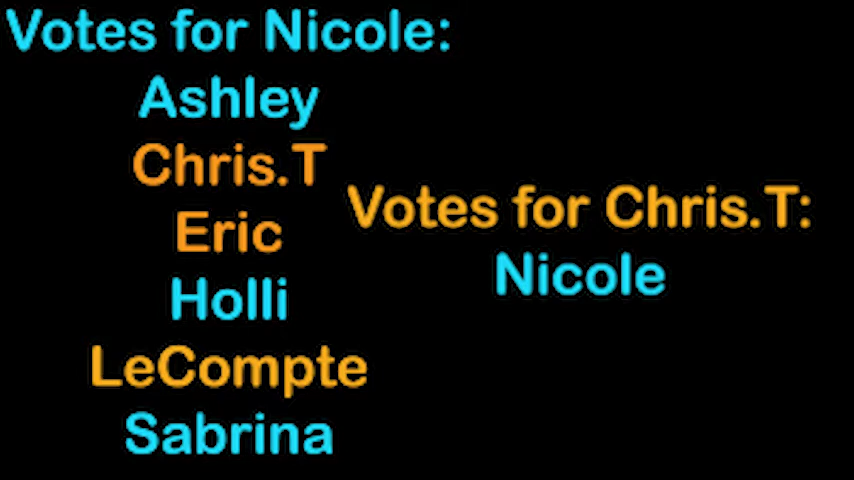 Votes for Nicole:
Ashley
Chris.T
Eric
Holli
LeCompte
Sabrina
Votes for Chris.T:
Nicole